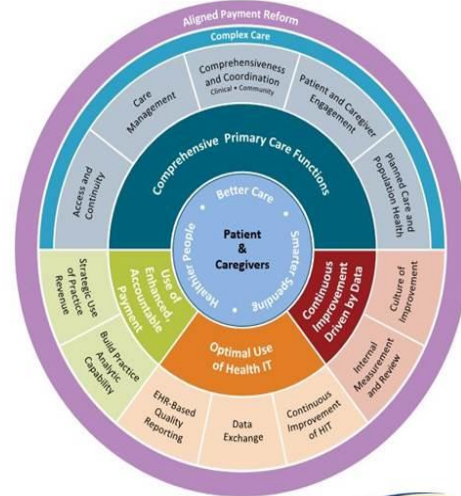 Aligned Payment Reform
Complex Care
Access and
Continuity
Care
Management
Comprehensiveness
and Coordination
Clinical • Community
Patient and Caregiver
Engagement
Planned Care and
Population Health
Comprehensive Primary Care Functions
Better Care
•
Smarter Spending
•
Healthier People
•
Patient
&
Caregivers
Use of
Enhanced,
Accountable
Payment
Optimal Use
of Health IT
Continuous
Improvement
Driven by Data
Strategic Use
of Practice
Revenue
Build Practice
Analytic
Capability
EHR-Based
Quality
Reporting
Data
Exchange
Continuous
Improvement
of HIT
Internal
Measurement
and Review
Culture of
Improvement